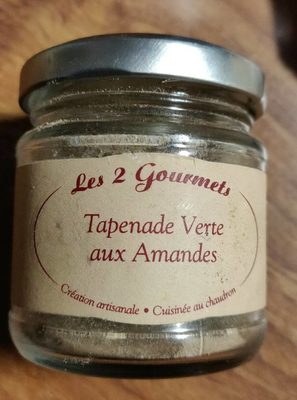 Les 2 Gourmets
Tapenade Verte
aux Amandes
Création artisanale • Cuisinée au chaudron